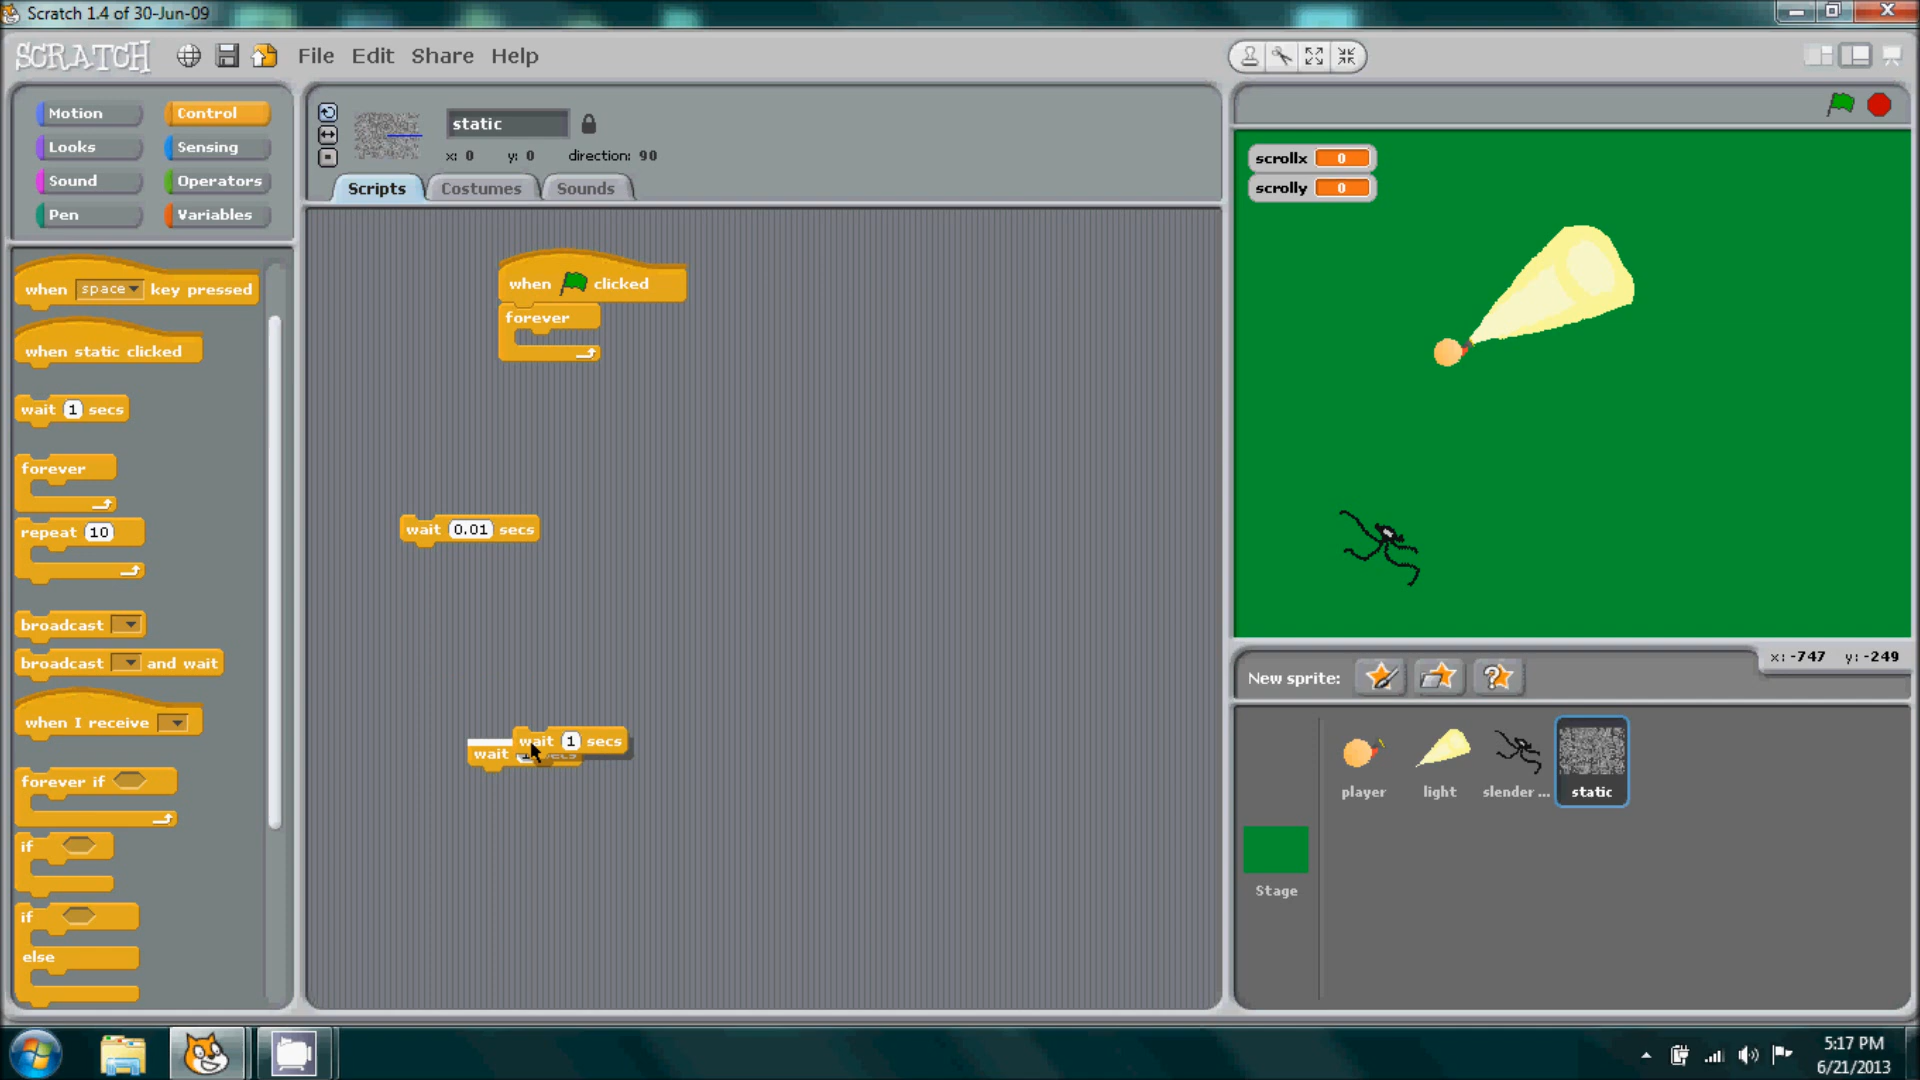 Scratch 1.4 of 30-Jun-09
SCRATCH
File Edit Share Help
Motion
Control
Looks
Sensing
Sound
Operators
Pen
Variables
when space key pressed
when static clicked
wait 1 secs
forever
repeat 10
broadcast
broadcast and wait
when I receive
forever if
if
if
else
static
x: 0 y: 0 direction: 90
Scripts
Costumes
Sounds
when clicked
forever
wait 0.01 secs
wait 1 secs
wait secs
scrollx 0
scrolly 0
x: -747 y: -249
New sprite:
player
light
slender ...
static
Stage
5:17 PM
6/21/2013